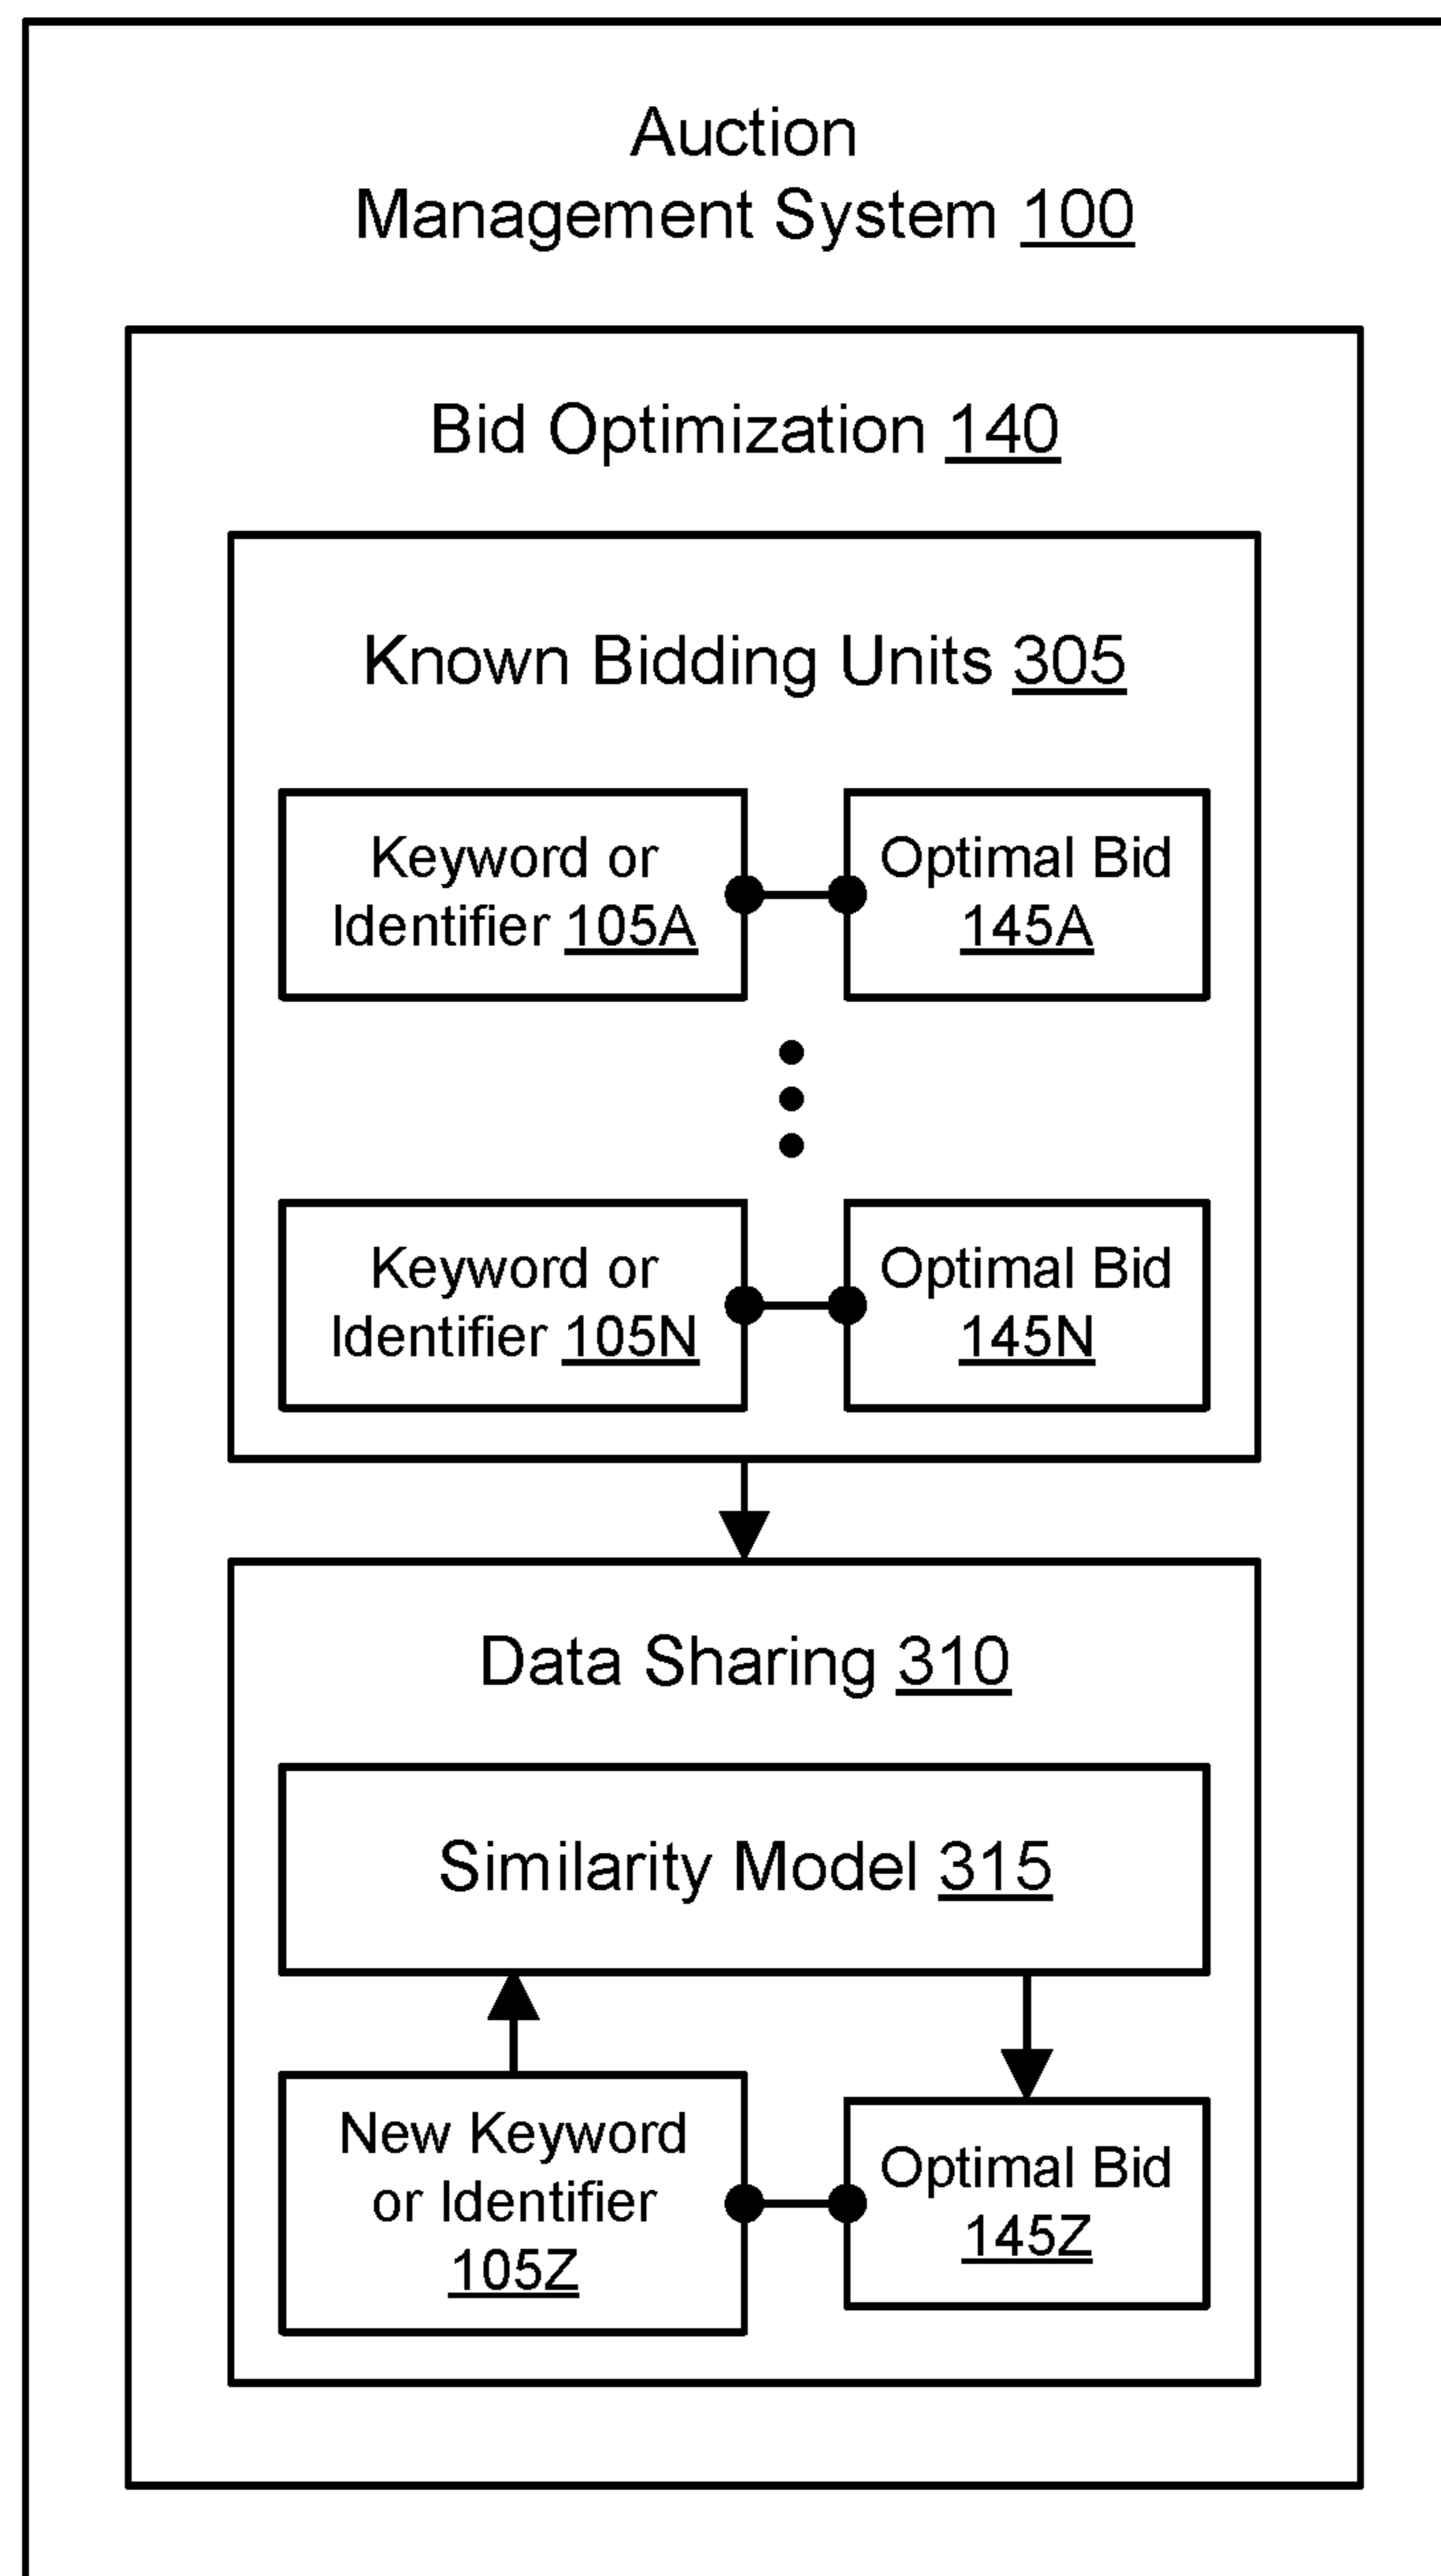 Auction
Management System 100
Bid Optimization 140
Known Bidding Units 305
Keyword or
Identifier 105A
Optimal Bid
145A
Keyword or
Identifier 105N
Optimal Bid
145N
Data Sharing 310
Similarity Model 315
New Keyword
or Identifier
105Z
Optimal Bid
145Z